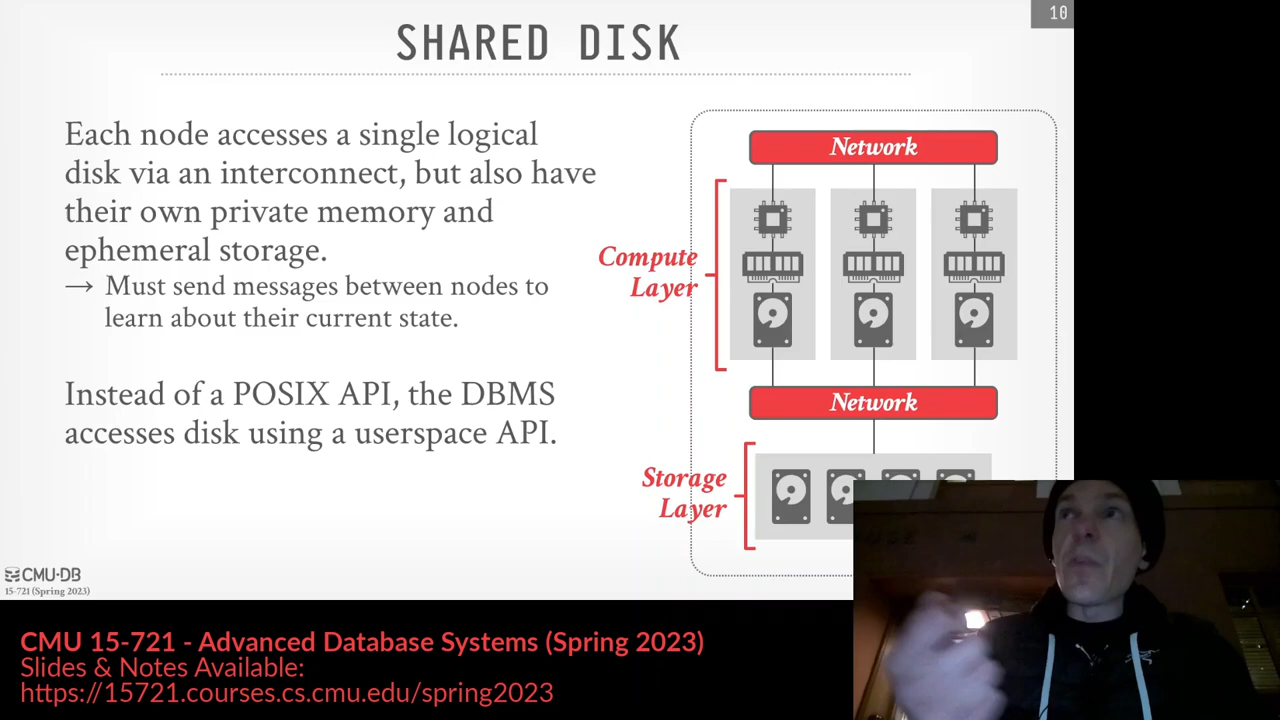 10
SHARED DISK
Each node accesses a single logical
disk via an interconnect, but also have
their own private memory and
ephemeral storage.
→ Must send messages between nodes to
learn about their current state.
Instead of a POSIX API, the DBMS
accesses disk using a userspace API.
Network
Compute
Layer
Network
Storage
Layer
CMU·DB
15-721 (Spring 2023)
CMU 15-721 - Advanced Database Systems (Spring 2023)
Slides & Notes Available:
https://15721.courses.cs.cmu.edu/spring2023